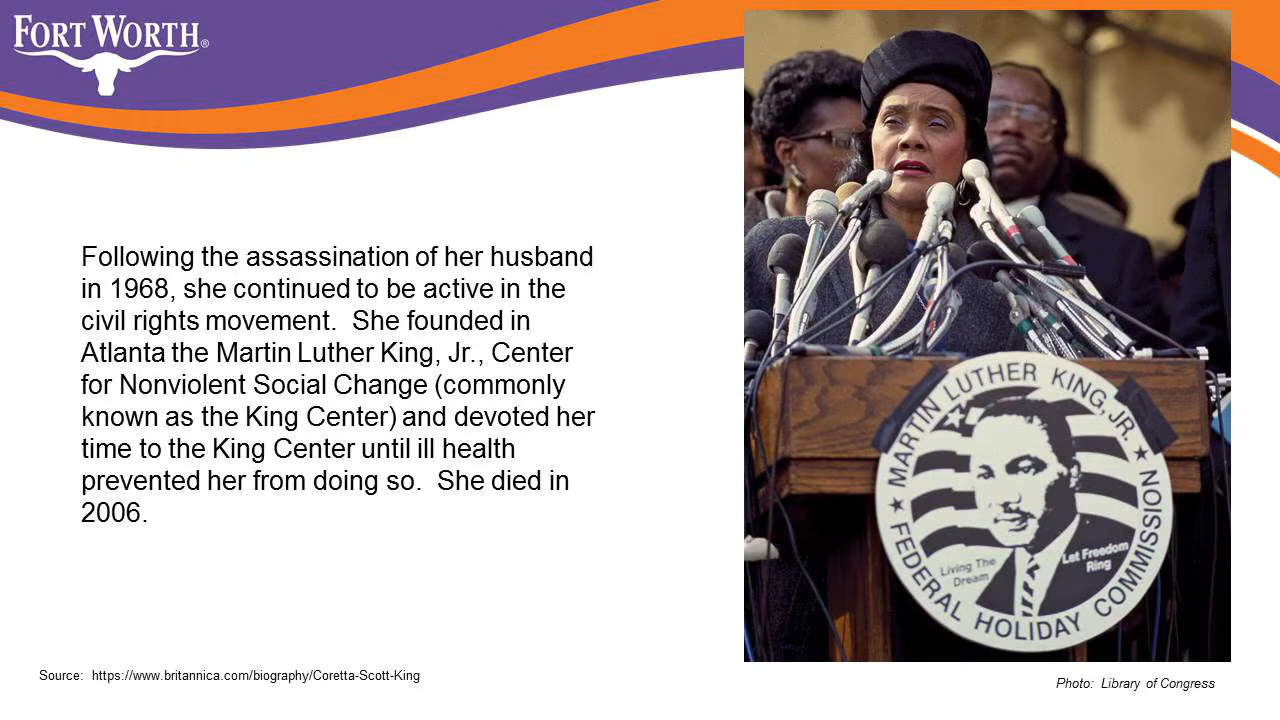 FORT WORTH®
Following the assassination of her husband
in 1968, she continued to be active in the
civil rights movement.  She founded in
Atlanta the Martin Luther King, Jr., Center
for Nonviolent Social Change (commonly
known as the King Center) and devoted her
time to the King Center until ill health
prevented her from doing so.  She died in
2006.
MARTIN LUTHER KING, JR.
Living The
Dream
Let Freedom
Ring
FEDERAL HOLIDAY COMMISSION
Source:  https://www.britannica.com/biography/Coretta-Scott-King
Photo:  Library of Congress